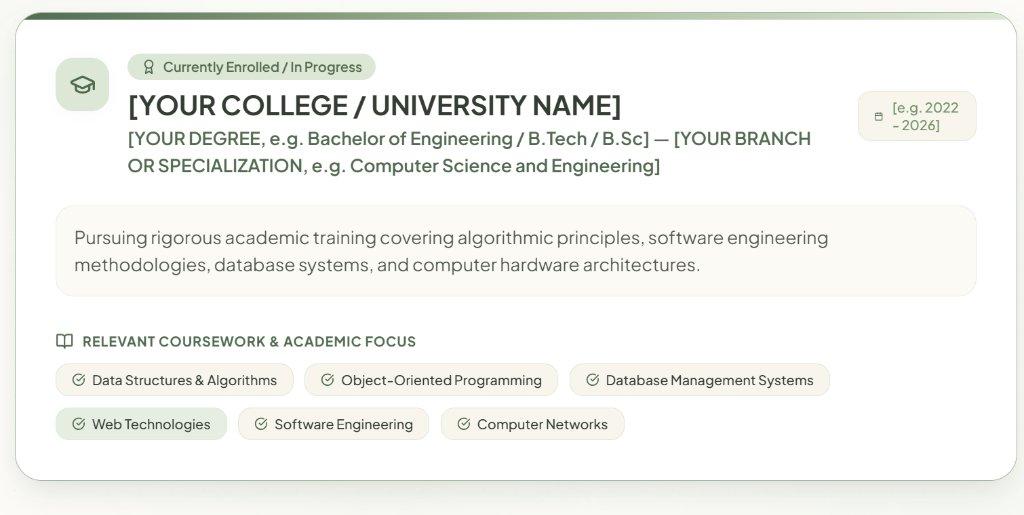 Currently Enrolled / In Progress
[YOUR COLLEGE / UNIVERSITY NAME]
[YOUR DEGREE, e.g. Bachelor of Engineering / B.Tech / B.Sc] — [YOUR BRANCH
OR SPECIALIZATION, e.g. Computer Science and Engineering]
[e.g. 2022
– 2026]
Pursuing rigorous academic training covering algorithmic principles, software engineering
methodologies, database systems, and computer hardware architectures.
RELEVANT COURSEWORK & ACADEMIC FOCUS
Data Structures & Algorithms
Object-Oriented Programming
Database Management Systems
Web Technologies
Software Engineering
Computer Networks